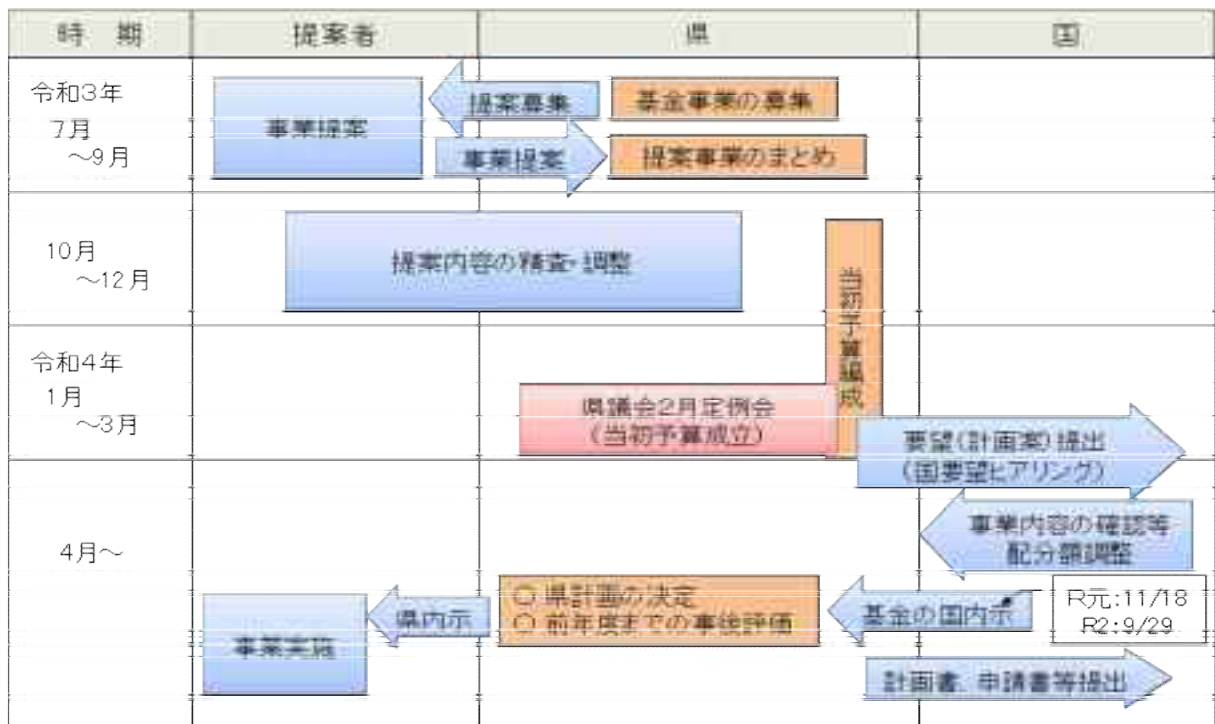 時　期
提案者
県
国
令和3年
7月
～9月
事業提案
提案募集
基金事業の募集
事業提案
提案事業のまとめ
10月
～12月
提案内容の精査・調整
当初予算編成
令和4年
1月
～3月
県議会2月定例会
（当初予算成立）
要望（計画案）提出
（国要望ヒアリング）
4月～
事業内容の確認等
配分額調整
事業実施
県内示
○ 県計画の決定
○ 前年度までの事後評価
基金の国内示
R元:11/18
R2:9/29
計画書、申請書等提出